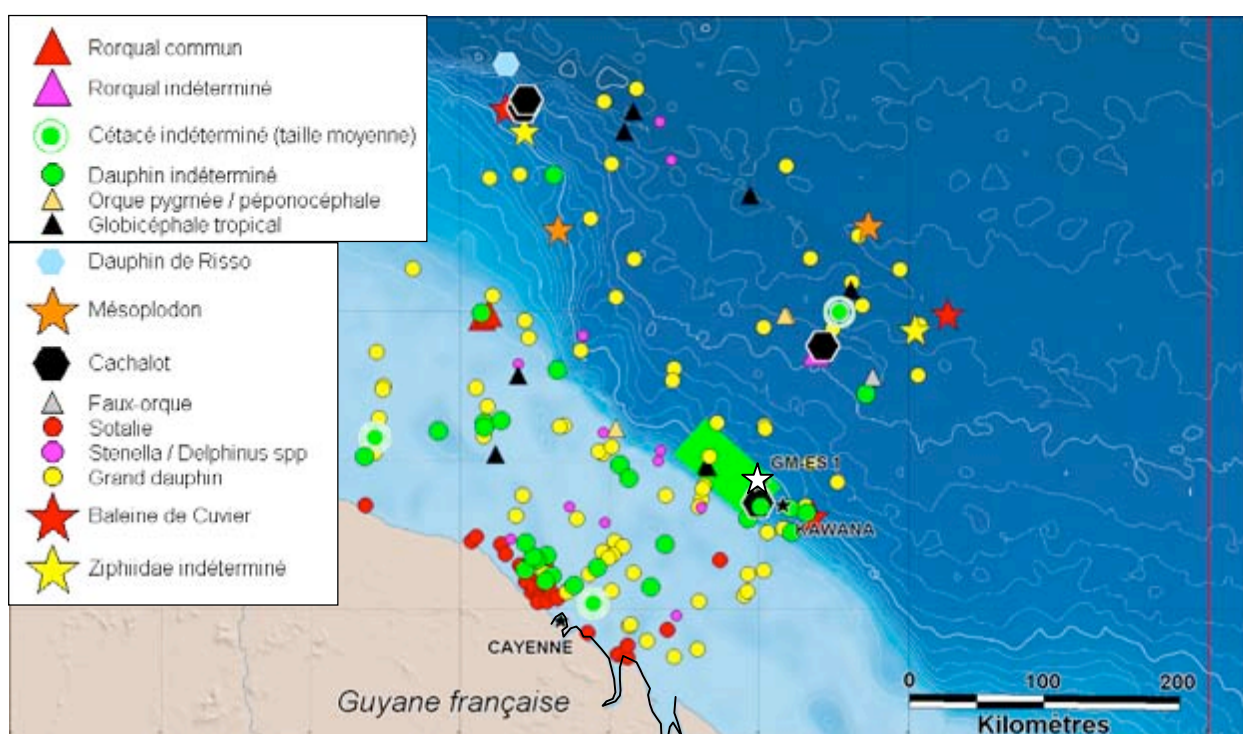 Rorqual commun
Rorqual indéterminé
Cétacé indéterminé (taille moyenne)
Dauphin indéterminé
Orque pygmée / péponocéphale
Globicéphale tropical
Dauphin de Risso
Mésoplodon
Cachalot
Faux-orque
Sotalie
Stenella / Delphinus spp
Grand dauphin
Baleine de Cuvier
Ziphiidae indéterminé
GM-ES 1
KAWANA
CAYENNE
Guyane française
0 100 200
Kilomètres